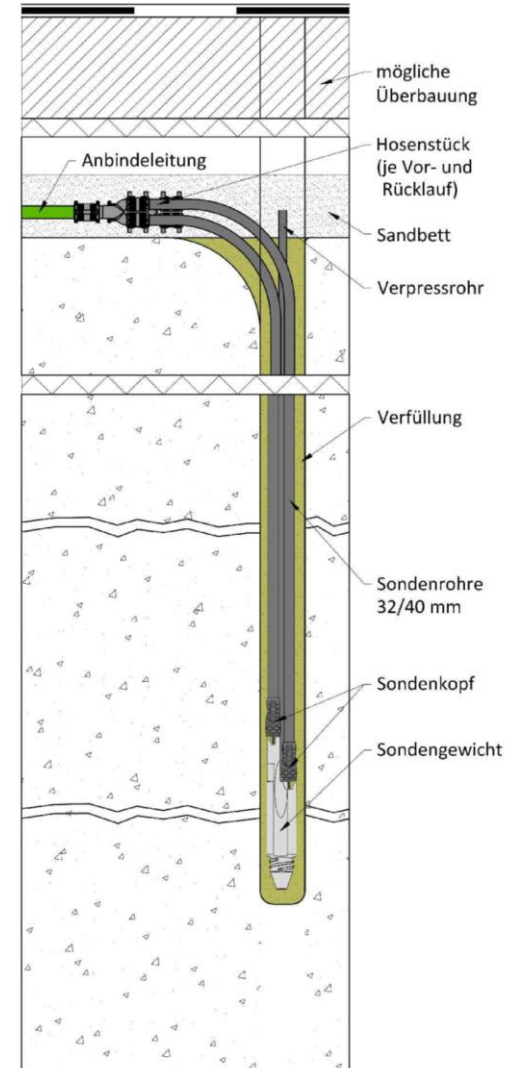 mögliche
Überbauung
Anbindeleitung
Hosenstück
(je Vor- und
Rücklauf)
Sandbett
Verpressrohr
Verfüllung
Sondenrohre
32/40 mm
Sondenkopf
Sondengewicht